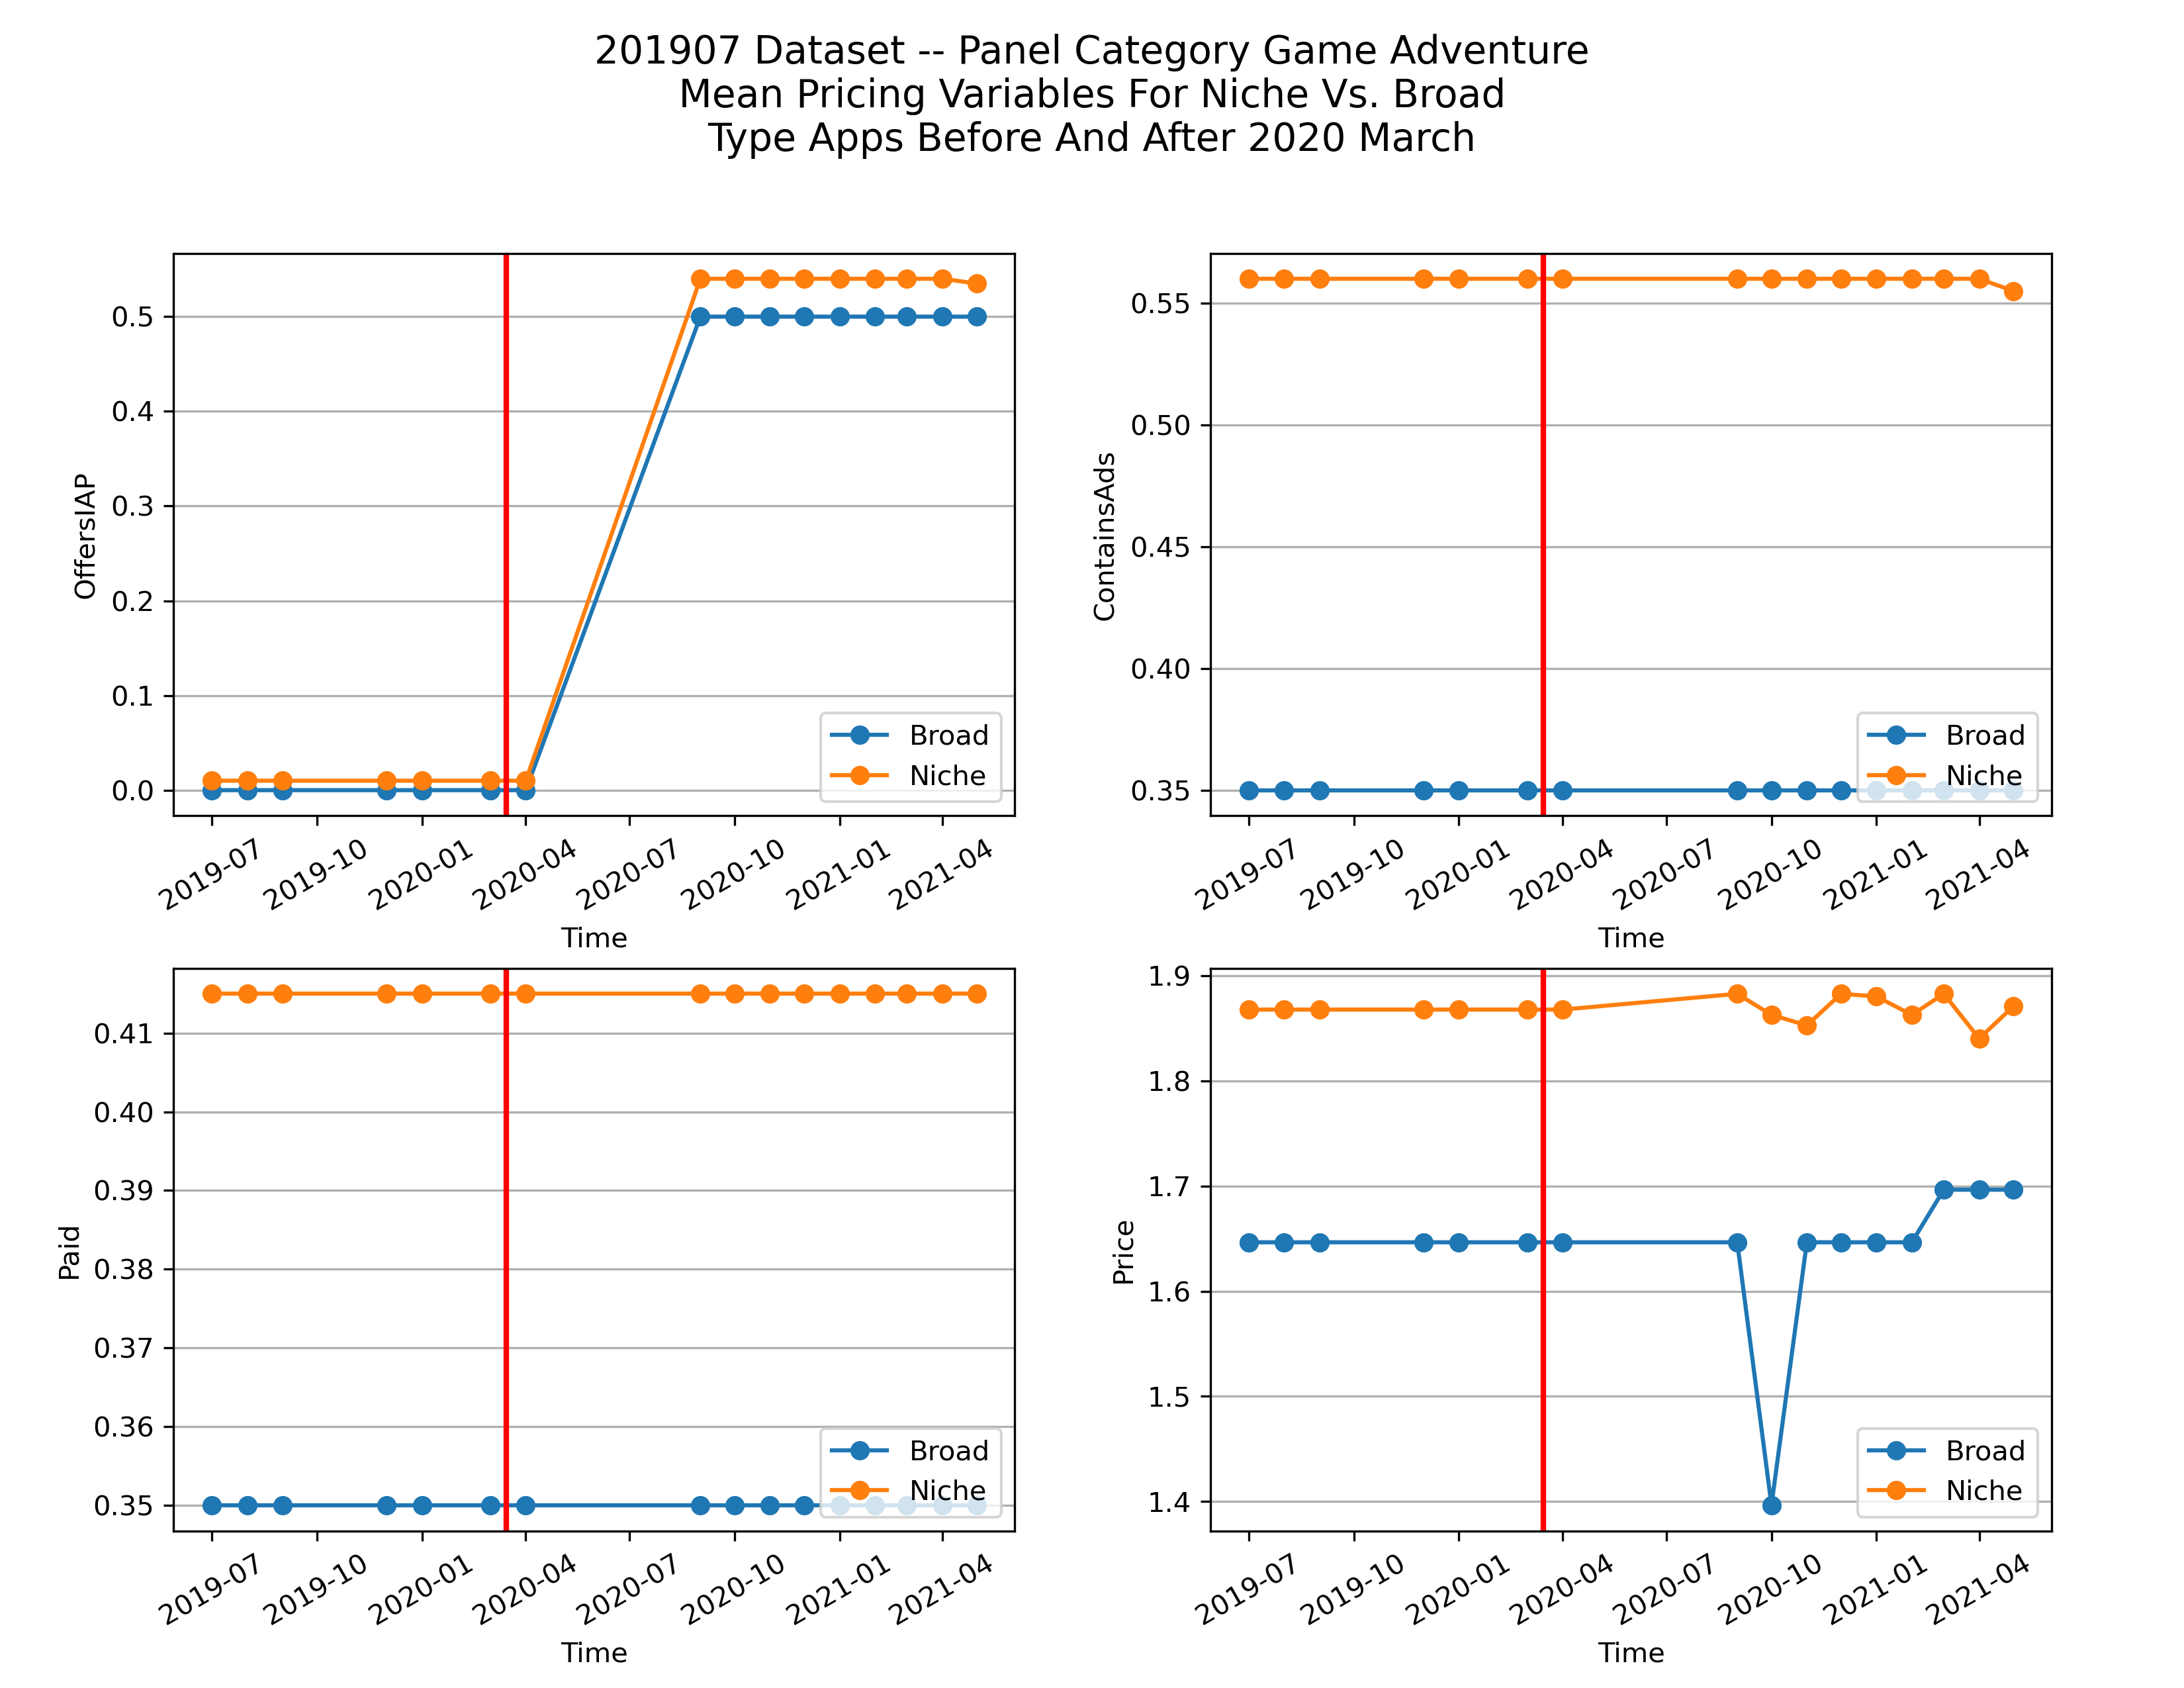 201907 Dataset -- Panel Category Game Adventure
Mean Pricing Variables For Niche Vs. Broad
Type Apps Before And After 2020 March
OffersIAP
0.5
0.4
0.3
0.2
0.1
0.0
Broad
Niche
2019-07
2019-10
2020-01
2020-04
2020-07
2020-10
2021-01
2021-04
Time
ContainsAds
0.55
0.50
0.45
0.40
0.35
Broad
Niche
2019-07
2019-10
2020-01
2020-04
2020-07
2020-10
2021-01
2021-04
Time
Paid
0.41
0.40
0.39
0.38
0.37
0.36
0.35
Broad
Niche
2019-07
2019-10
2020-01
2020-04
2020-07
2020-10
2021-01
2021-04
Time
Price
1.9
1.8
1.7
1.6
1.5
1.4
Broad
Niche
2019-07
2019-10
2020-01
2020-04
2020-07
2020-10
2021-01
2021-04
Time